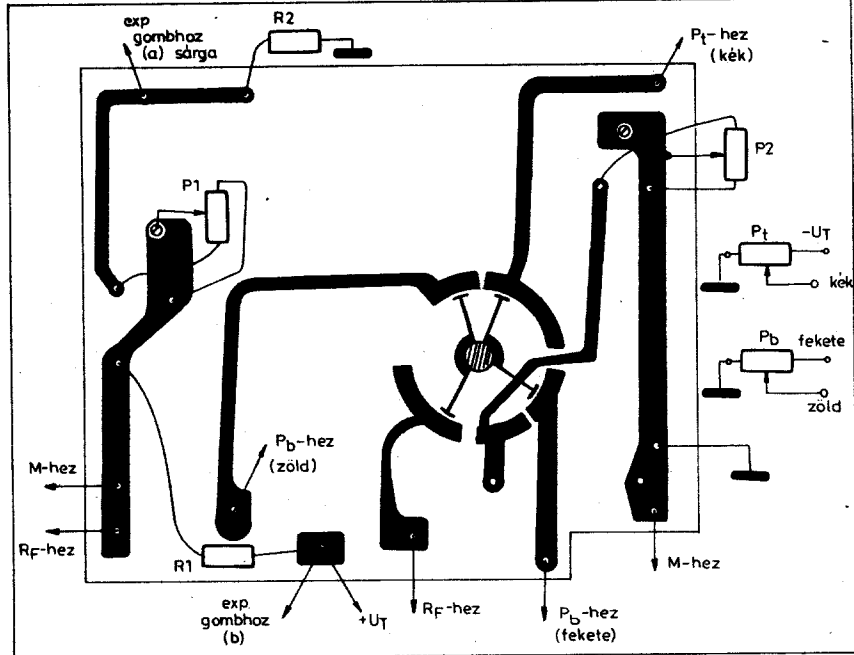 exp
gombhoz
(a) sárga
R2
Pt-hez
(kék)
P2
P1
Pt
-UT
kék
Pb
fekete
zöld
Pb-hez
(zöld)
M-hez
RF-hez
R1
exp.
gombhoz
(b)
+UT
RF-hez
Pb-hez
(fekete)
M-hez